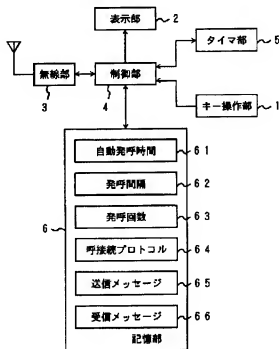 表示部
2
タイマ部
5
無線部
3
制御部
4
キー操作部
1
6
自動発呼時間
61
発呼間隔
62
発呼回数
63
呼接続プロトコル
64
送信メッセージ
65
受信メッセージ
66
記憶部